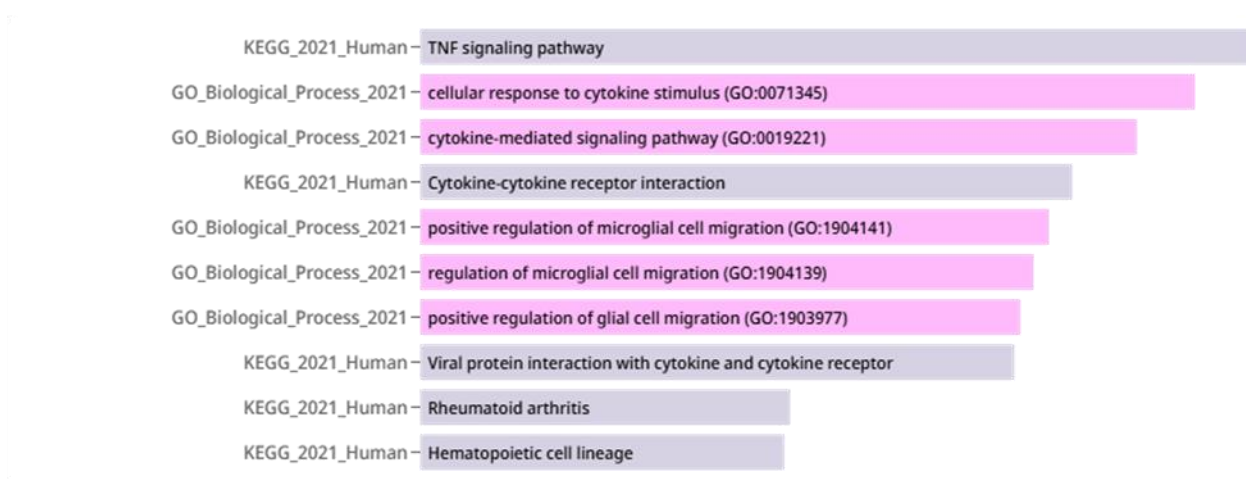 KEGG_2021_Human TNF signaling pathway
GO_Biological_Process_2021 cellular response to cytokine stimulus (GO:0071345)
GO_Biological_Process_2021 cytokine-mediated signaling pathway (GO:0019221)
KEGG_2021_Human Cytokine-cytokine receptor interaction
GO_Biological_Process_2021 positive regulation of microglial cell migration (GO:1904141)
GO_Biological_Process_2021 regulation of microglial cell migration (GO:1904139)
GO_Biological_Process_2021 positive regulation of glial cell migration (GO:1903977)
KEGG_2021_Human Viral protein interaction with cytokine and cytokine receptor
KEGG_2021_Human Rheumatoid arthritis
KEGG_2021_Human Hematopoietic cell lineage